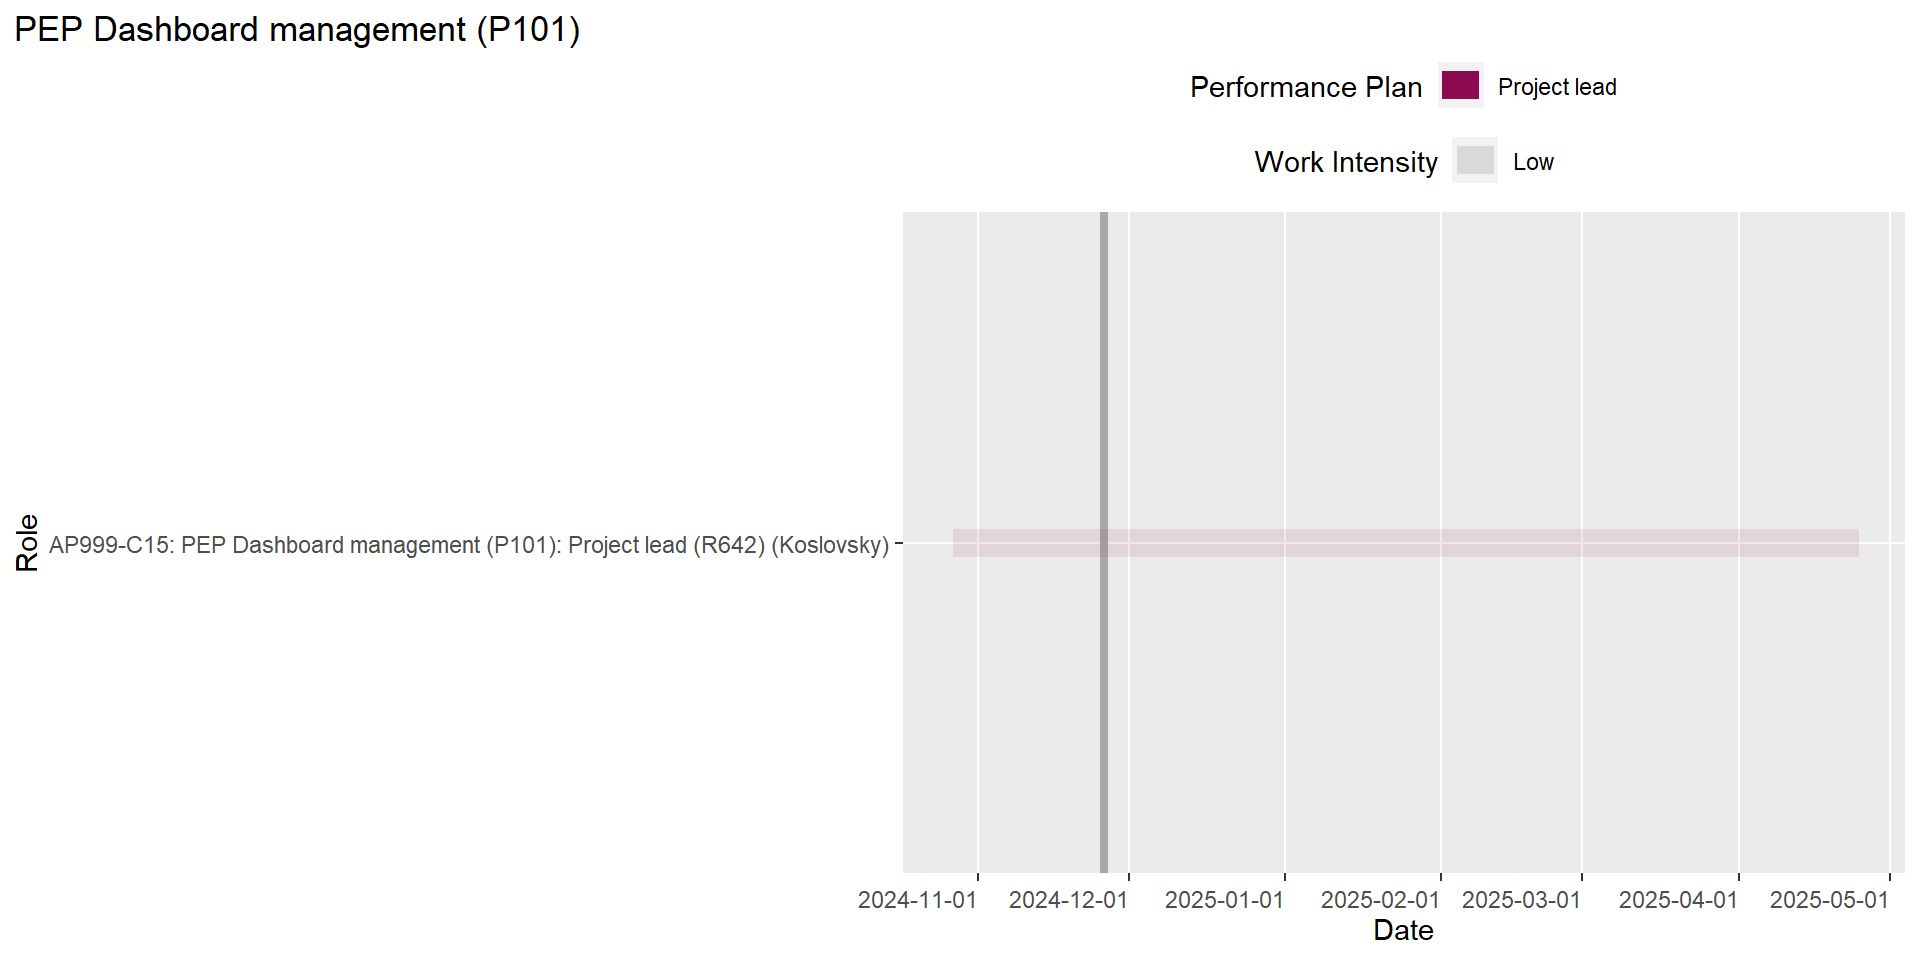 PEP Dashboard management (P101)
Performance Plan Project lead
Work Intensity Low
Role
AP999-C15: PEP Dashboard management (P101): Project lead (R642) (Koslovsky)
2024-11-01 2024-12-01 2025-01-01 2025-02-01 2025-03-01 2025-04-01 2025-05-01
Date